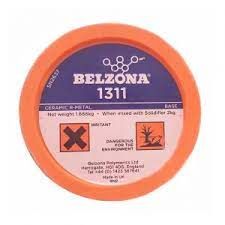 BELZONA
1311
CERAMIC R-METAL BASE
Net weight 1.666kg • When mixed with Solidifier 2kg
IRRITANT
DANGEROUS
FOR THE
ENVIRONMENT
Belzona Polymerics Ltd
Harrogate, HG1 4DS, England
Made in UK